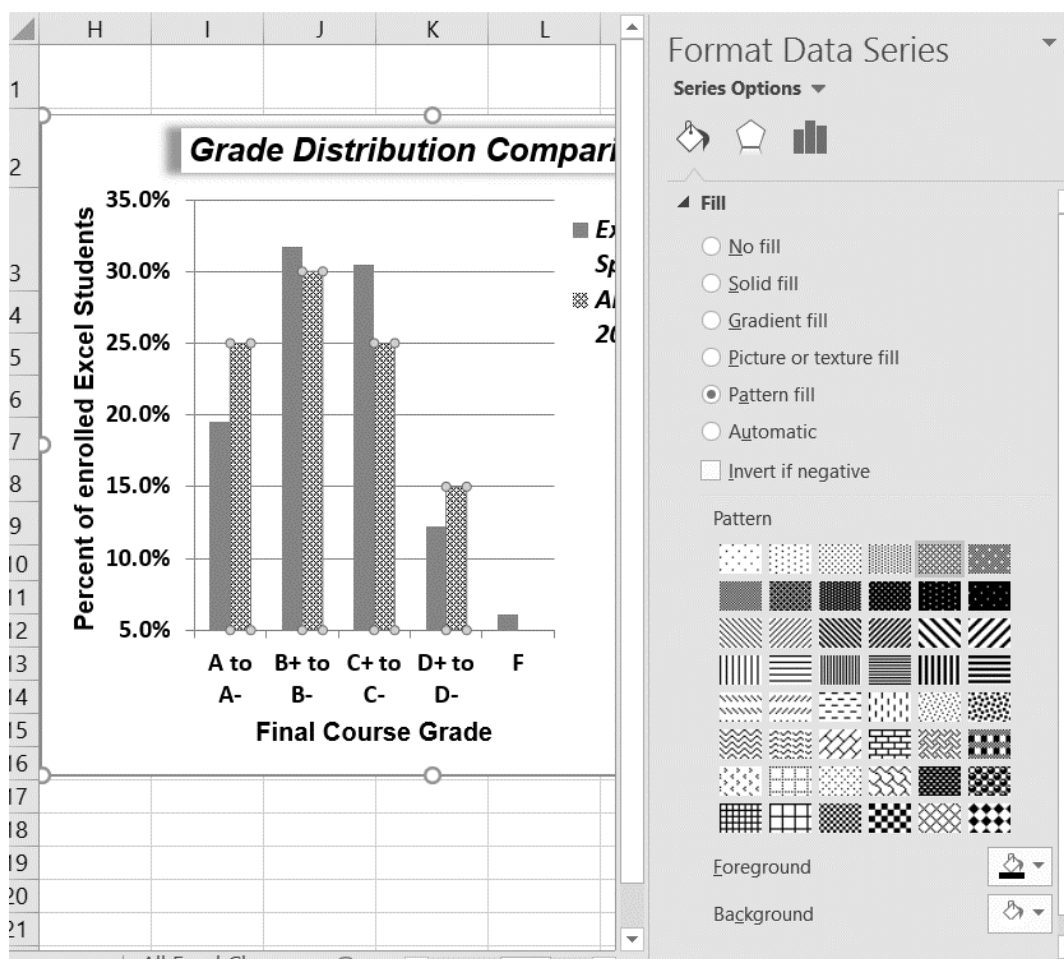 H I J K L
1
2
3
4
5
6
7
8
9
10
11
12
13
14
15
16
17
18
19
20
21
Grade Distribution
35.0%
30.0%
25.0%
20.0%
15.0%
10.0%
5.0%
Percent of enrolled Excel Students
A to B+ to C+ to D+ to F
A- B- C- D-
Final Course Grade
Format Data Series
Series Options
Fill
No fill
Solid fill
Gradient fill
Picture or texture fill
Pattern fill
Automatic
Invert if negative
Pattern
Foreground
Background